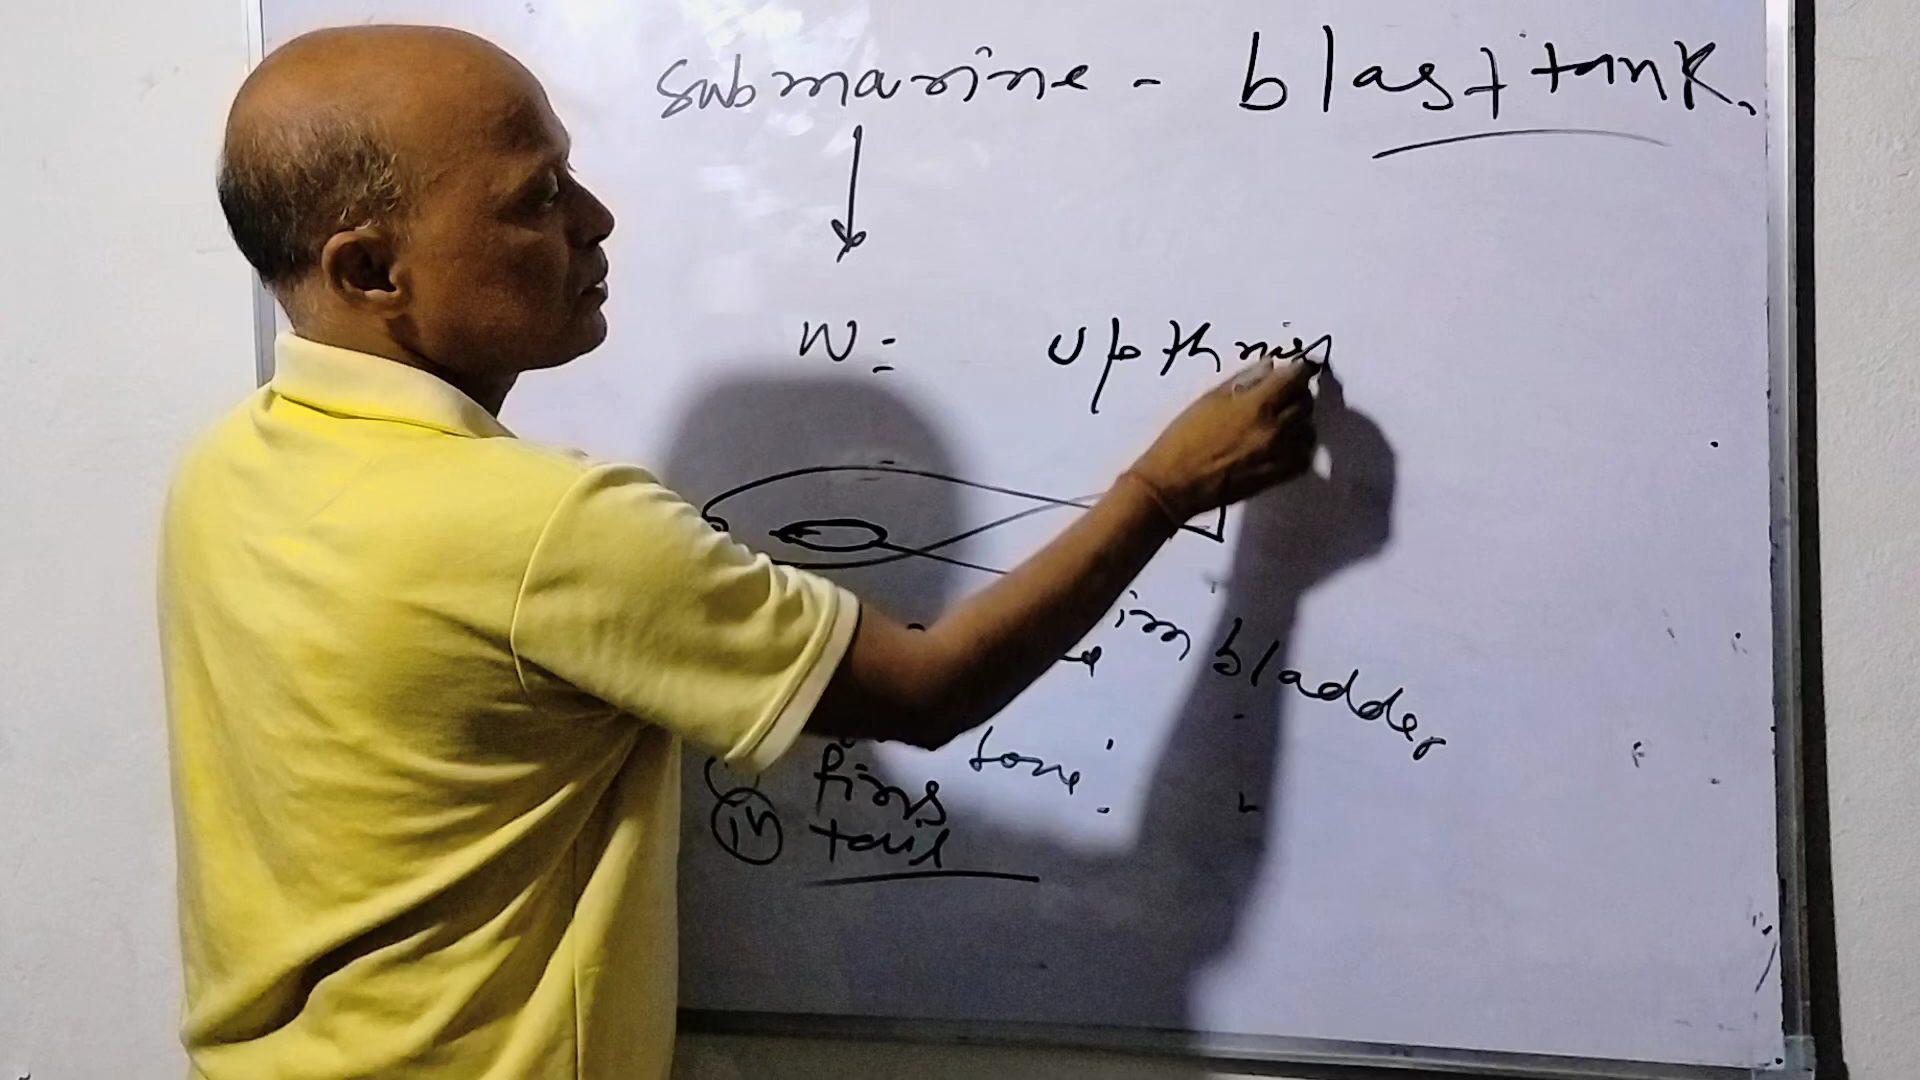 submarine - blast tank.
W = upthrust
bladder
fins
tail